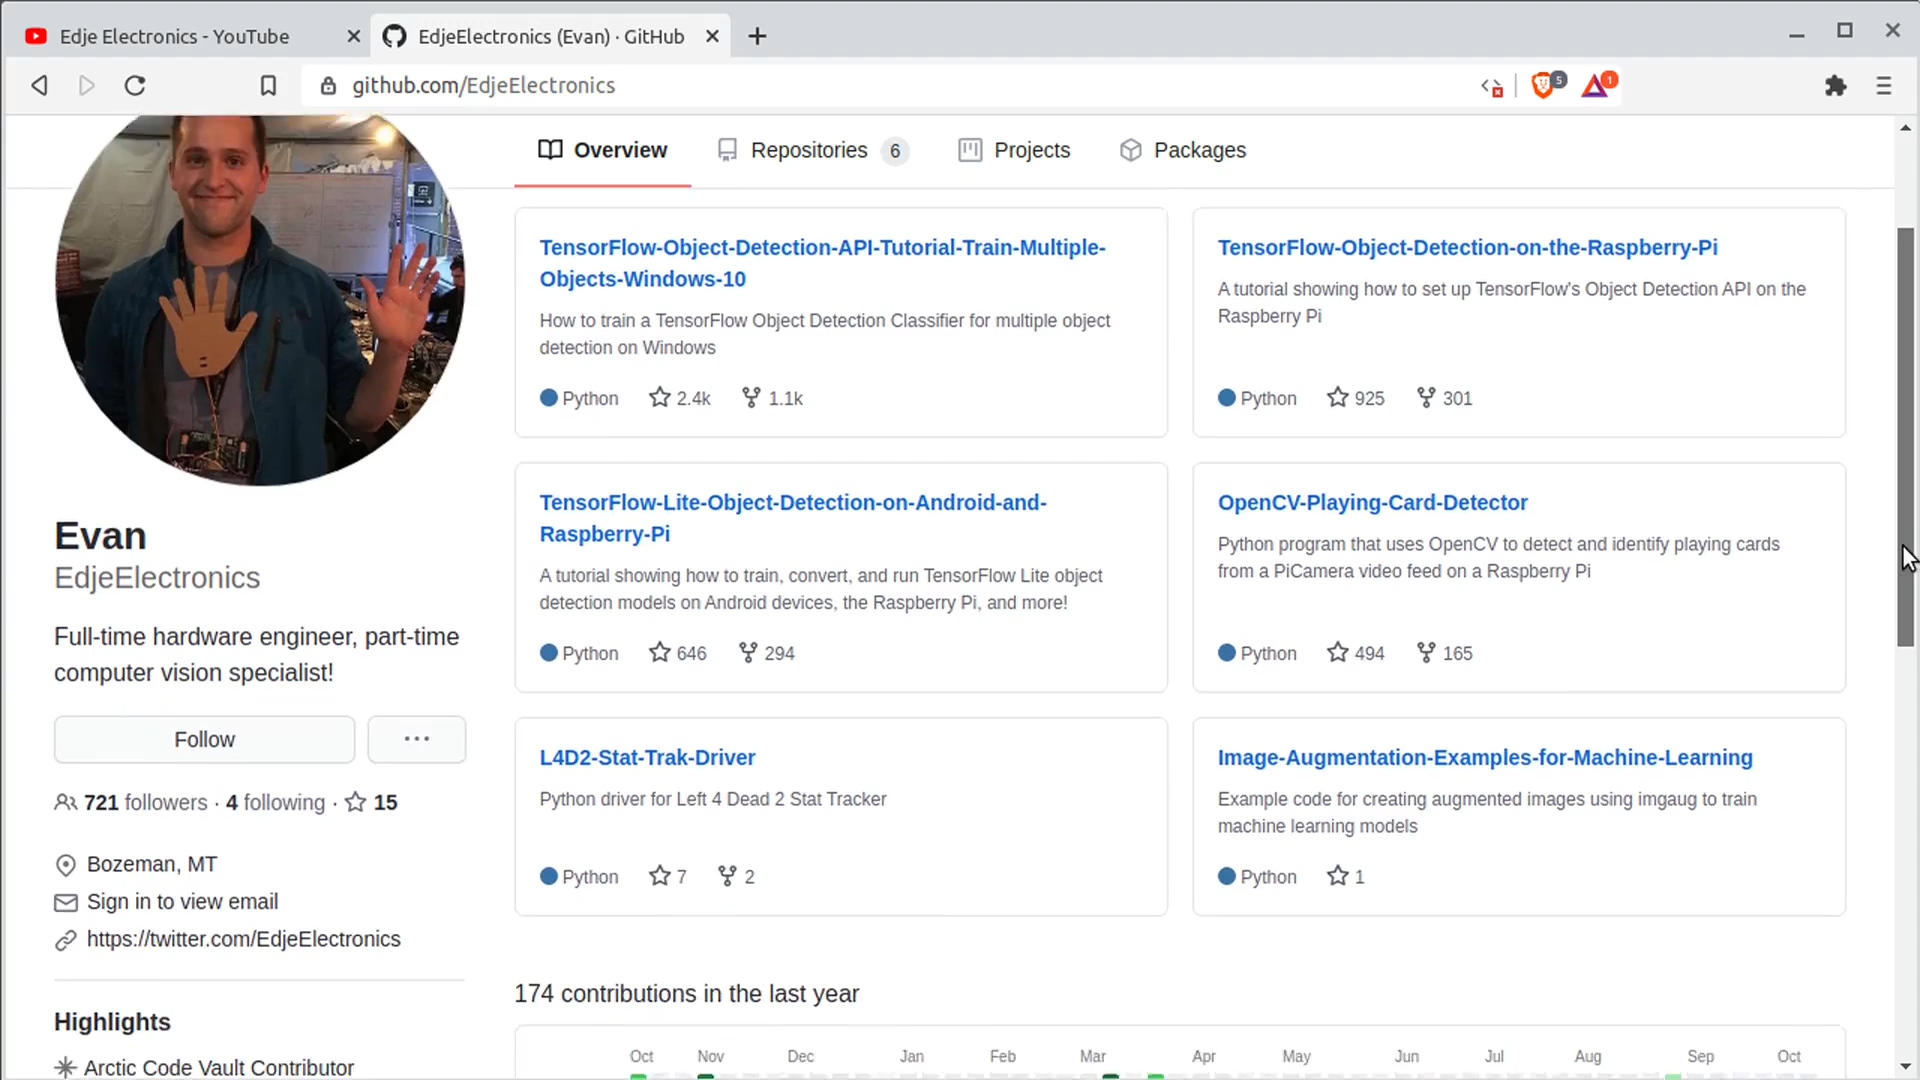 Edje Electronics - YouTube
EdjeElectronics (Evan) · GitHub
github.com/EdjeElectronics
5
1
Overview
Repositories 6
Projects
Packages
TensorFlow-Object-Detection-API-Tutorial-Train-Multiple-
Objects-Windows-10
How to train a TensorFlow Object Detection Classifier for multiple object
detection on Windows
Python 2.4k 1.1k
TensorFlow-Object-Detection-on-the-Raspberry-Pi
A tutorial showing how to set up TensorFlow's Object Detection API on the
Raspberry Pi
Python 925 301
TensorFlow-Lite-Object-Detection-on-Android-and-
Raspberry-Pi
A tutorial showing how to train, convert, and run TensorFlow Lite object
detection models on Android devices, the Raspberry Pi, and more!
Python 646 294
OpenCV-Playing-Card-Detector
Python program that uses OpenCV to detect and identify playing cards
from a PiCamera video feed on a Raspberry Pi
Python 494 165
L4D2-Stat-Trak-Driver
Python driver for Left 4 Dead 2 Stat Tracker
Python 7 2
Image-Augmentation-Examples-for-Machine-Learning
Example code for creating augmented images using imgaug to train
machine learning models
Python 1
Evan
EdjeElectronics
Full-time hardware engineer, part-time
computer vision specialist!
Follow
···
721 followers · 4 following · 15
Bozeman, MT
Sign in to view email
https://twitter.com/EdjeElectronics
Highlights
Arctic Code Vault Contributor
174 contributions in the last year
Oct Nov Dec Jan Feb Mar Apr May Jun Jul Aug Sep Oct